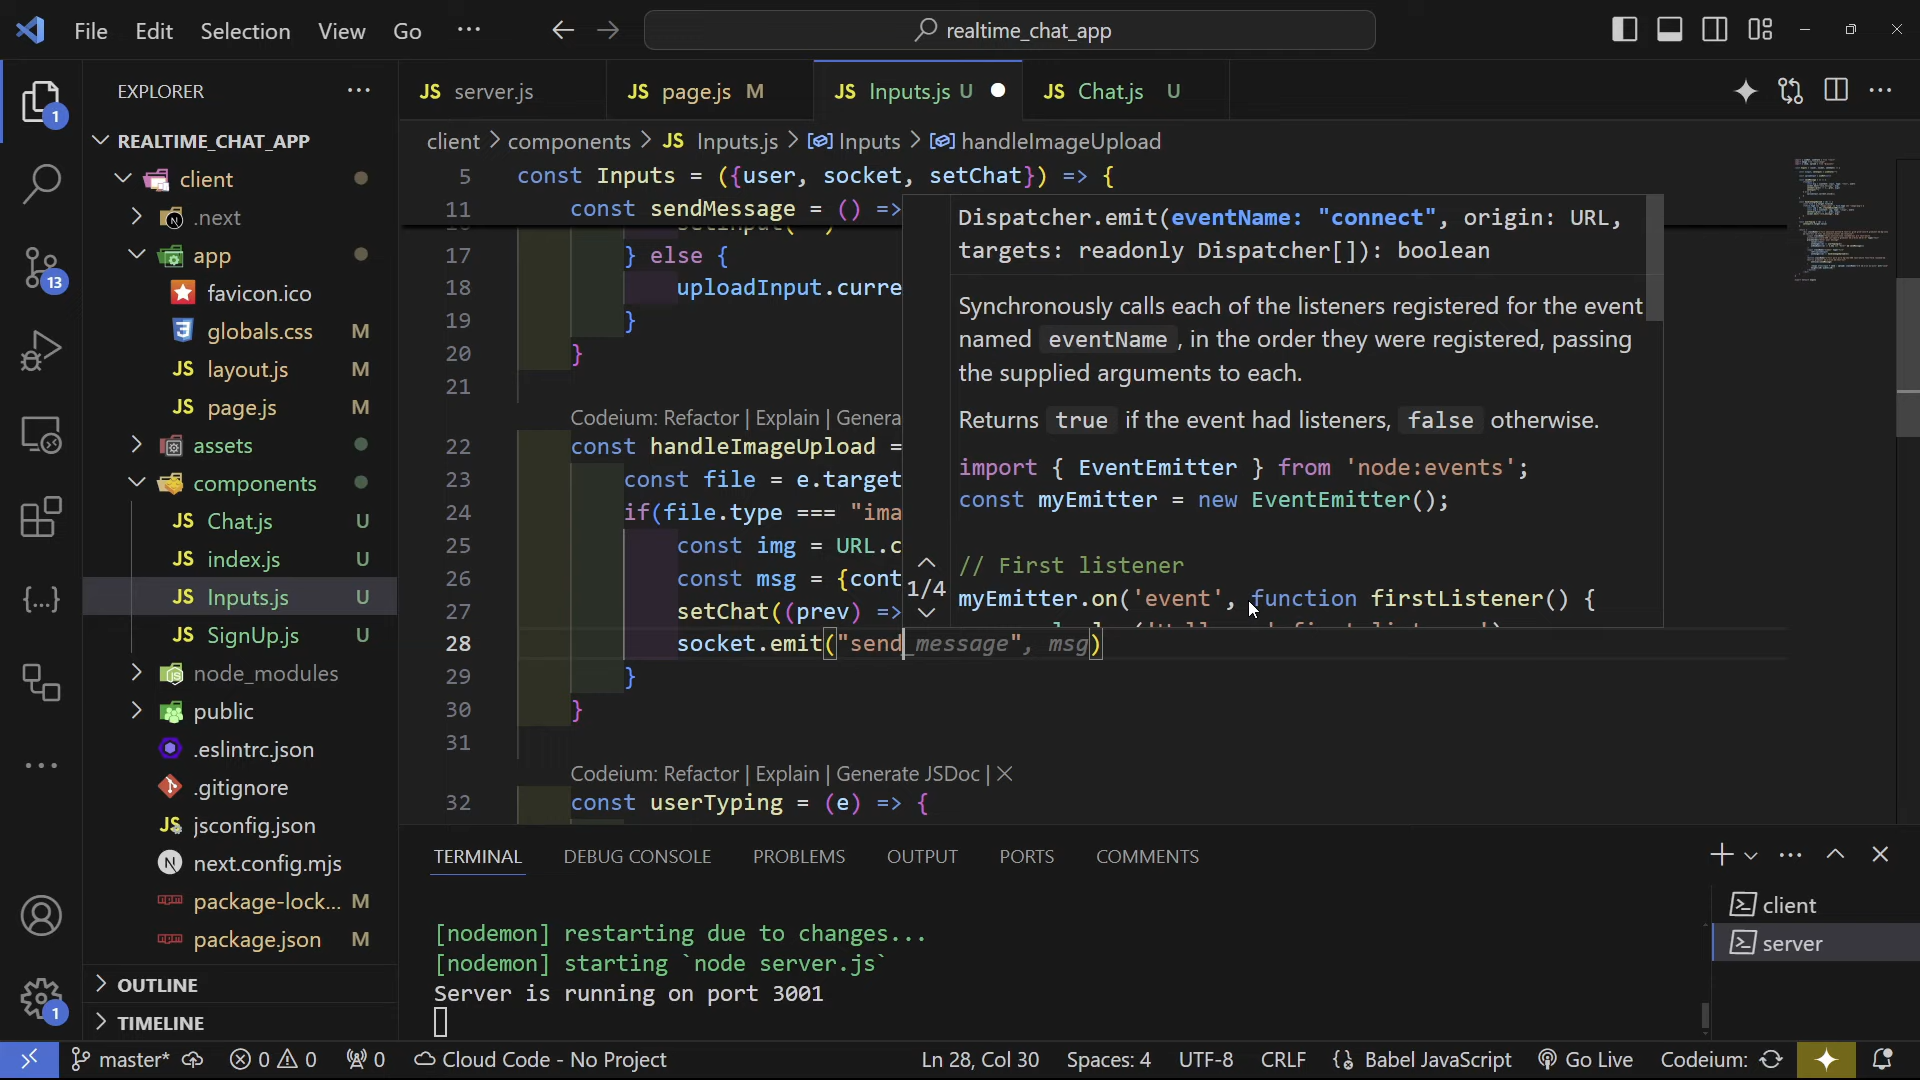 File Edit Selection View Go ···
realtime_chat_app
EXPLORER
REALTIME_CHAT_APP
client
.next
app
favicon.ico
globals.css M
layout.js M
page.js M
assets
components
Chat.js U
index.js U
Inputs.js U
SignUp.js U
node_modules
public
.eslintrc.json
.gitignore
jsconfig.json
next.config.mjs
package-lock... M
package.json M
OUTLINE
TIMELINE
1
13
1
JS server.js
JS page.js M
JS Inputs.js U
JS Chat.js U
client > components > JS Inputs.js > Inputs > handleImageUpload
5 const Inputs = ({user, socket, setChat}) => {
11 const sendMessage = () =>
17 } else {
18 uploadInput.curre
19 }
20 }
21
Codeium: Refactor | Explain | Genera
22 const handleImageUpload =
23 const file = e.target
24 if(file.type === "ima
25 const img = URL.c
26 const msg = {cont
27 setChat((prev) =>
28 socket.emit("send_message", msg)
29 }
30 }
31
Codeium: Refactor | Explain | Generate JSDoc | ×
32 const userTyping = (e) => {
Dispatcher.emit(eventName: "connect", origin: URL,
targets: readonly Dispatcher[]): boolean
Synchronously calls each of the listeners registered for the event
named eventName , in the order they were registered, passing
the supplied arguments to each.
Returns true if the event had listeners, false otherwise.
import { EventEmitter } from 'node:events';
const myEmitter = new EventEmitter();
// First listener
1/4
myEmitter.on('event', function firstListener() {
TERMINAL DEBUG CONSOLE PROBLEMS OUTPUT PORTS COMMENTS
[nodemon] restarting due to changes...
[nodemon] starting `node server.js`
Server is running on port 3001
client
server
master* 0 0 0 Cloud Code - No Project Ln 28, Col 30 Spaces: 4 UTF-8 CRLF Babel JavaScript Go Live Codeium: